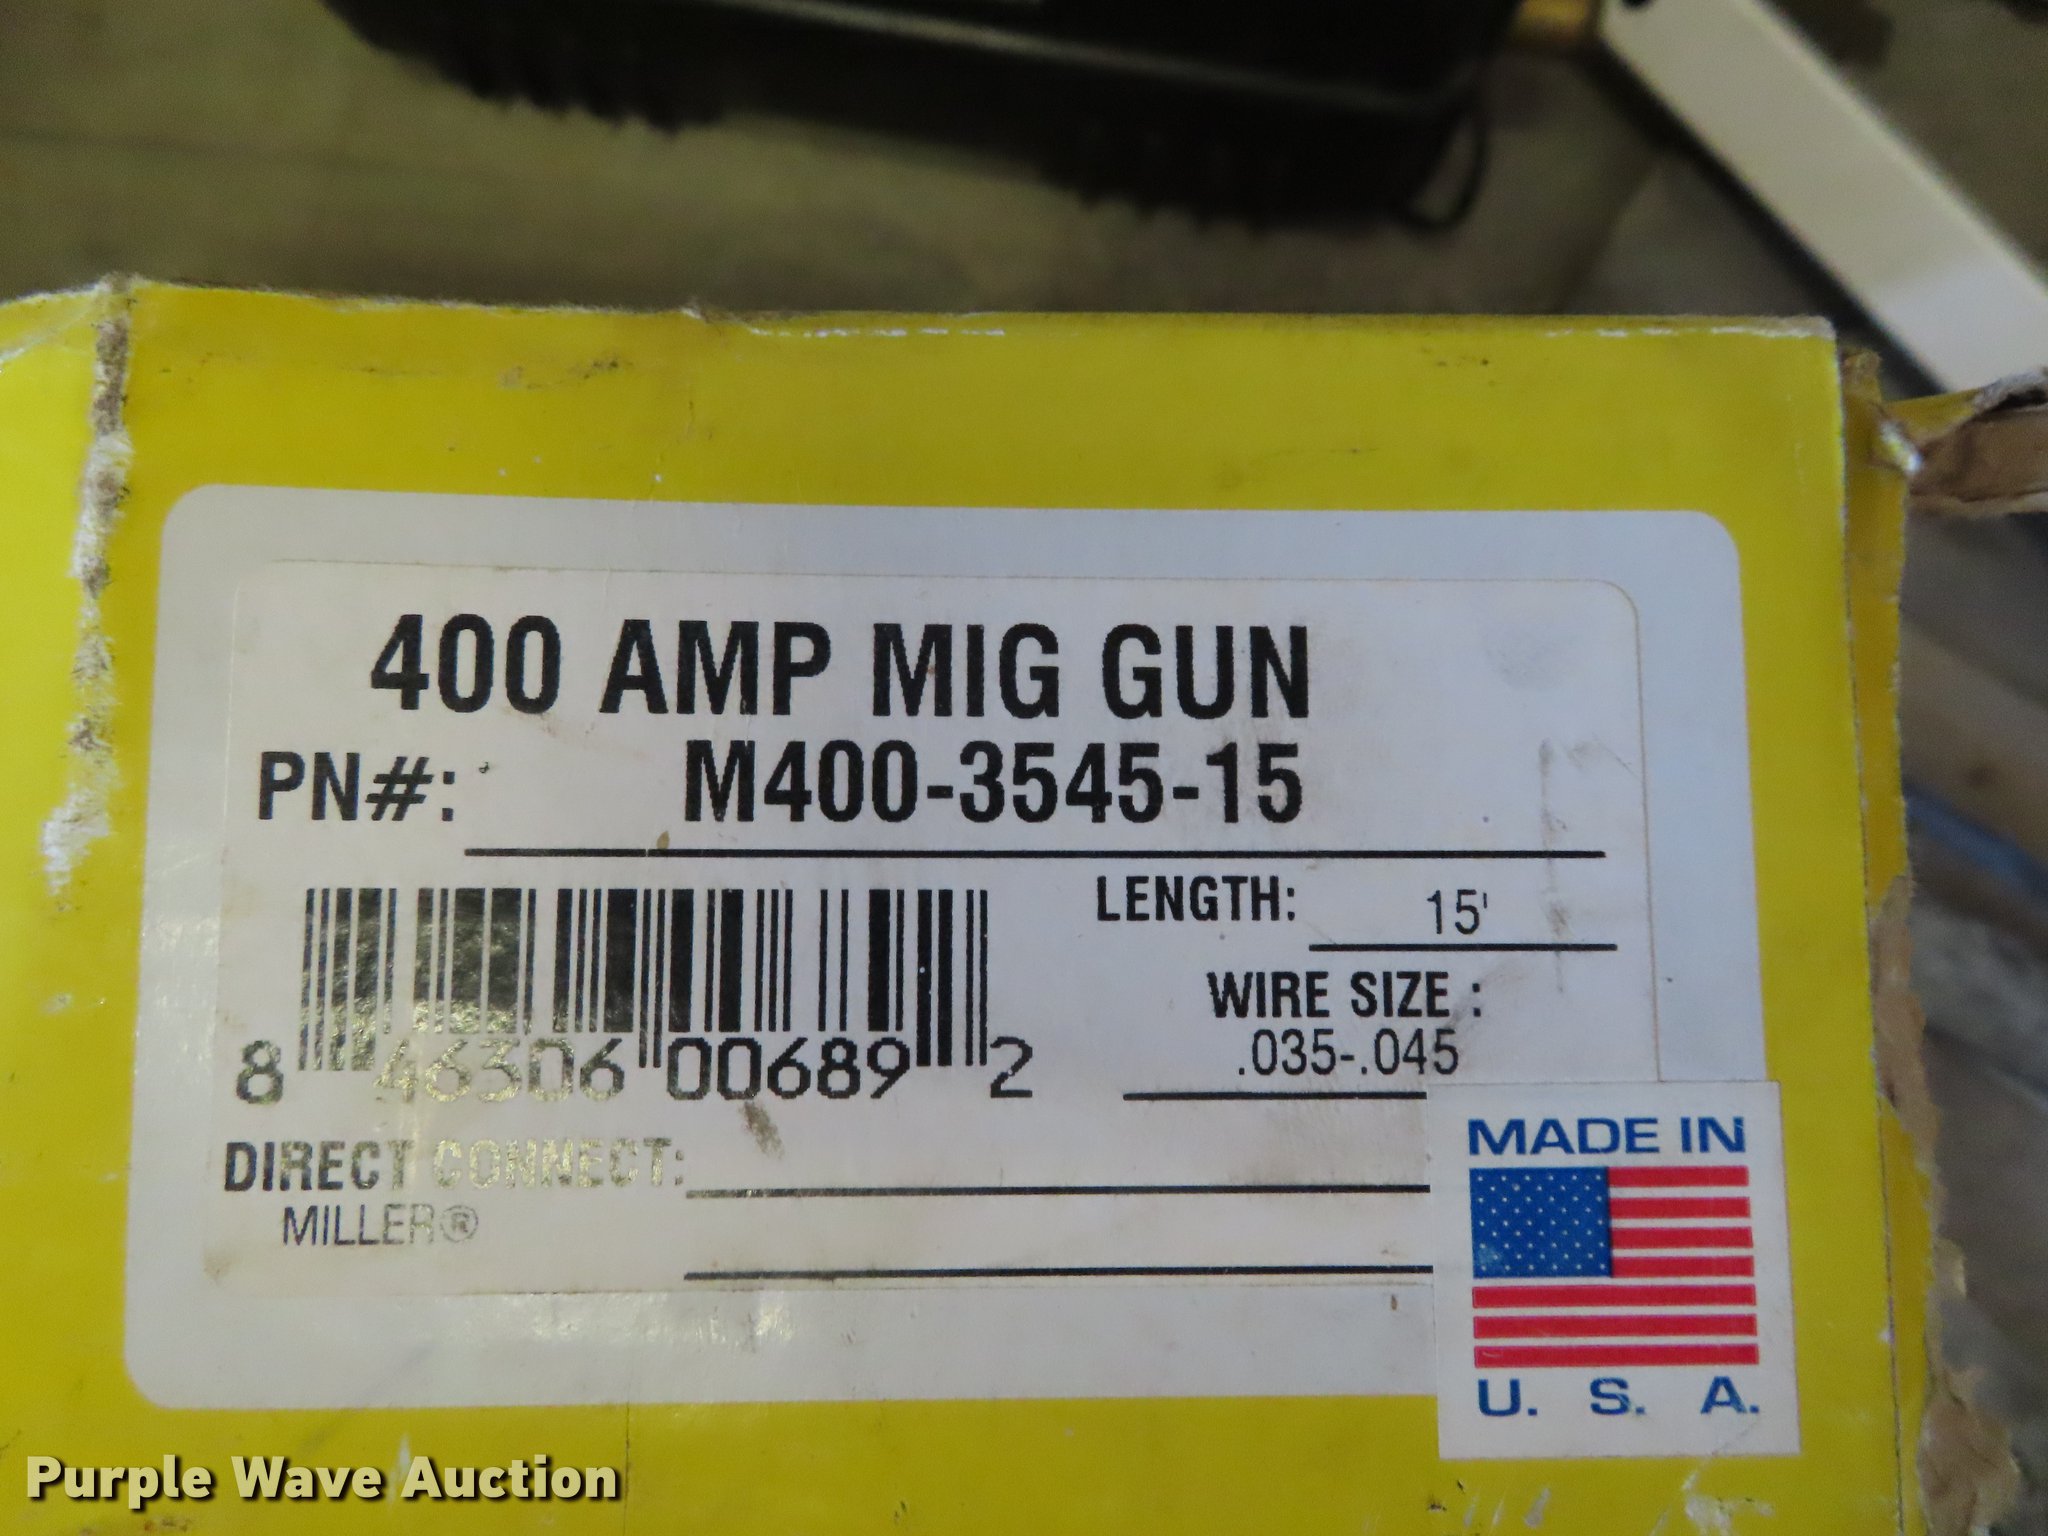 400 AMP MIG GUN
PN#: M400-3545-15
LENGTH: 15'
WIRE SIZE :
.035-.045
8 46306 00689 2
DIRECT CONNECT:
MILLER®
MADE IN
U. S. A.
Purple Wave Auction